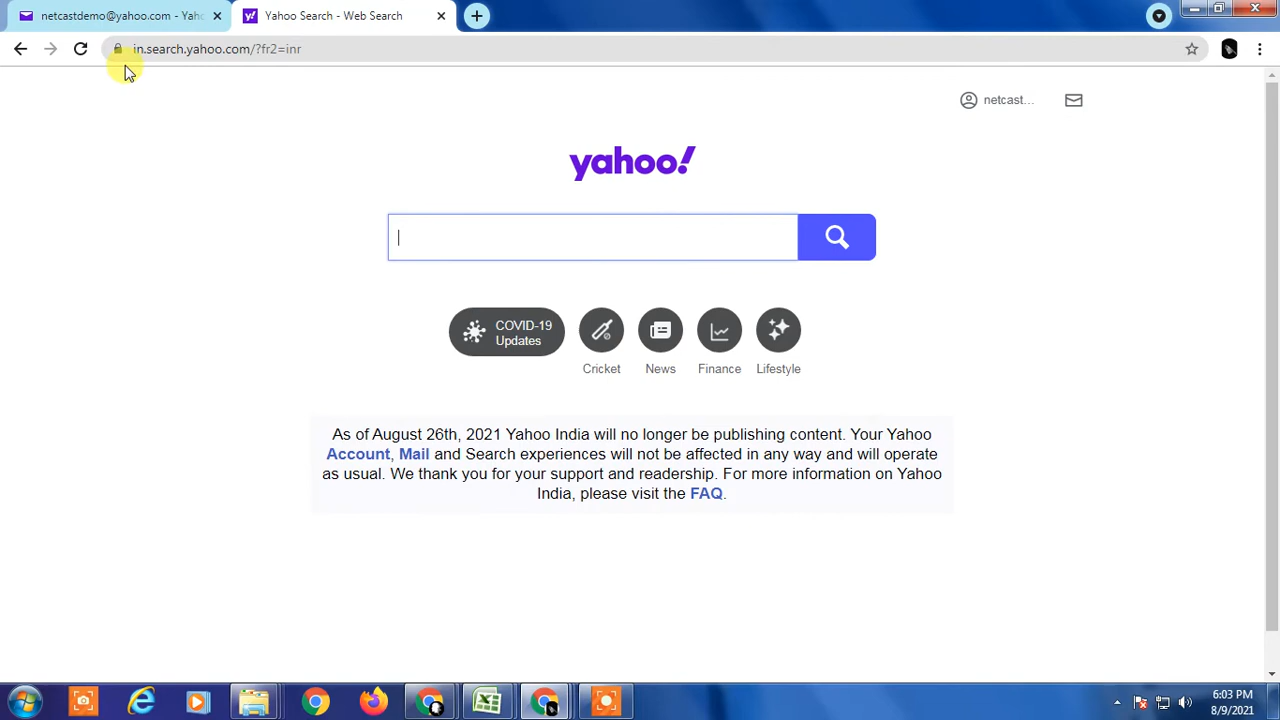 netcastdemo@yahoo.com - Yaho
Yahoo Search - Web Search
in.search.yahoo.com/?fr2=inr
netcast...
yahoo!
COVID-19
Updates
Cricket
News
Finance
Lifestyle
As of August 26th, 2021 Yahoo India will no longer be publishing content. Your Yahoo
Account, Mail and Search experiences will not be affected in any way and will operate
as usual. We thank you for your support and readership. For more information on Yahoo
India, please visit the FAQ.
6:03 PM
8/9/2021